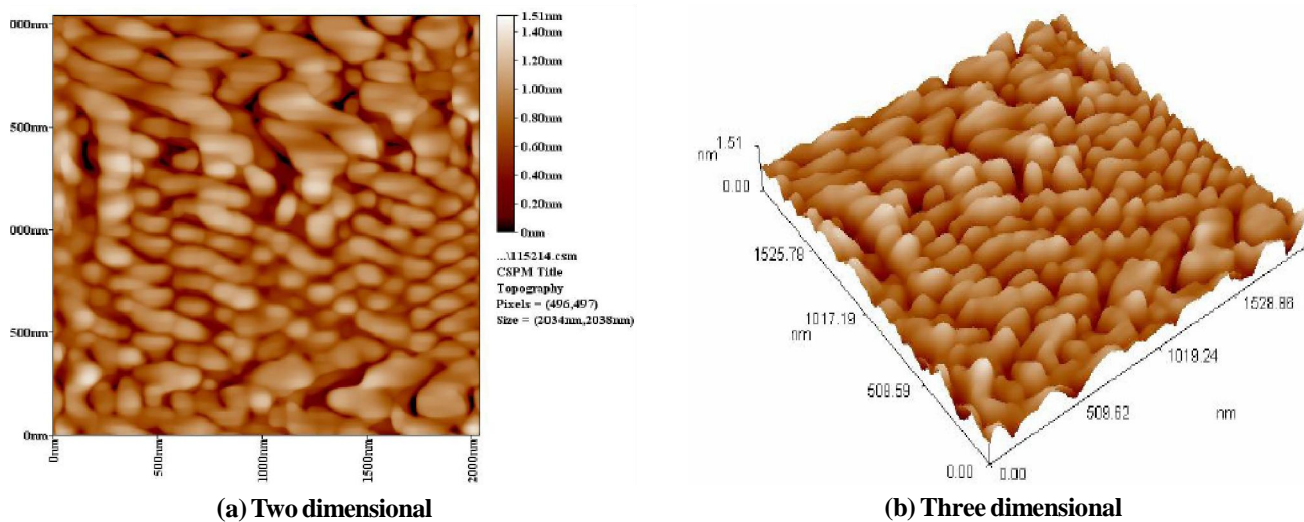 000nm
500nm
000nm
500nm
0nm
0nm
500nm
1000nm
1500nm
2000nm
1.51nm
1.40nm
1.20nm
1.00nm
0.80nm
0.60nm
0.40nm
0.20nm
0nm
...\115214.csm
CSPM Title
Topography
Pixels = (496,497)
Size = (2034nm,2038nm)
(a) Two dimensional
1.51
nm
0.00
1525.78
1017.19
nm
508.59
0.00
0.00
509.62
1019.24
nm
1528.86
(b) Three dimensional